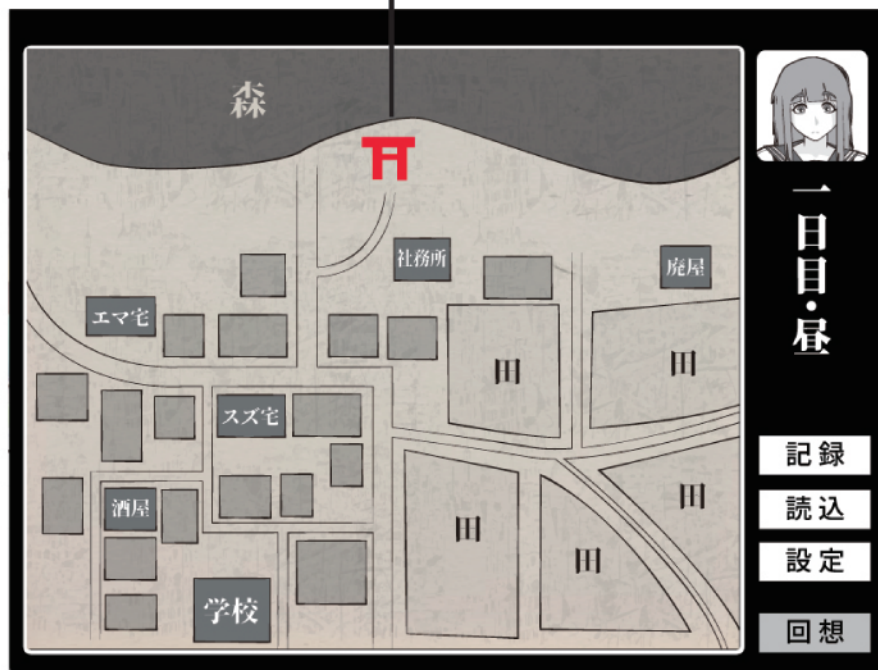 森
社務所
廃屋
エマ宅
田
田
スズ宅
酒屋
田
田
田
学校
一日目・昼
記録
読込
設定
回想